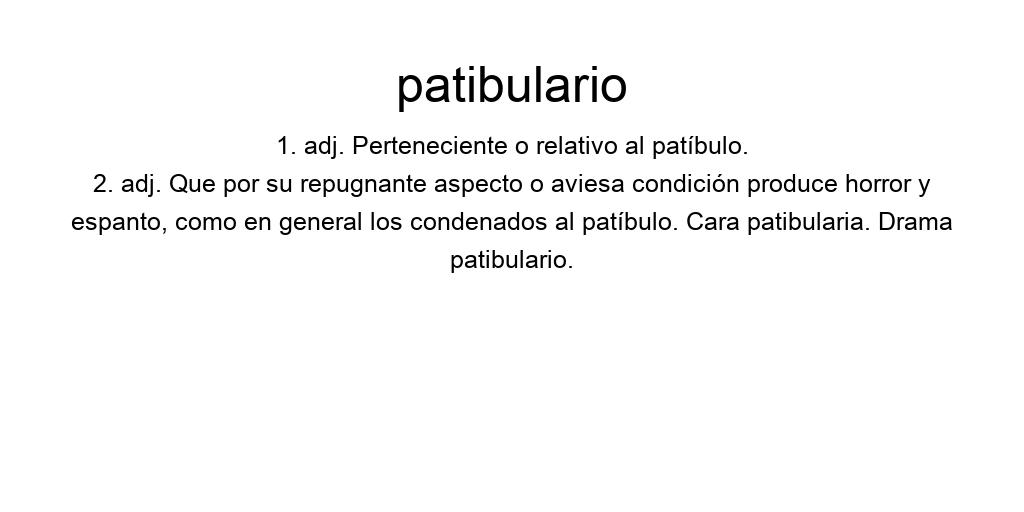 patibulario
1. adj. Perteneciente o relativo al patíbulo.
2. adj. Que por su repugnante aspecto o aviesa condición produce horror y
espanto, como en general los condenados al patíbulo. Cara patibularia. Drama
patibulario.